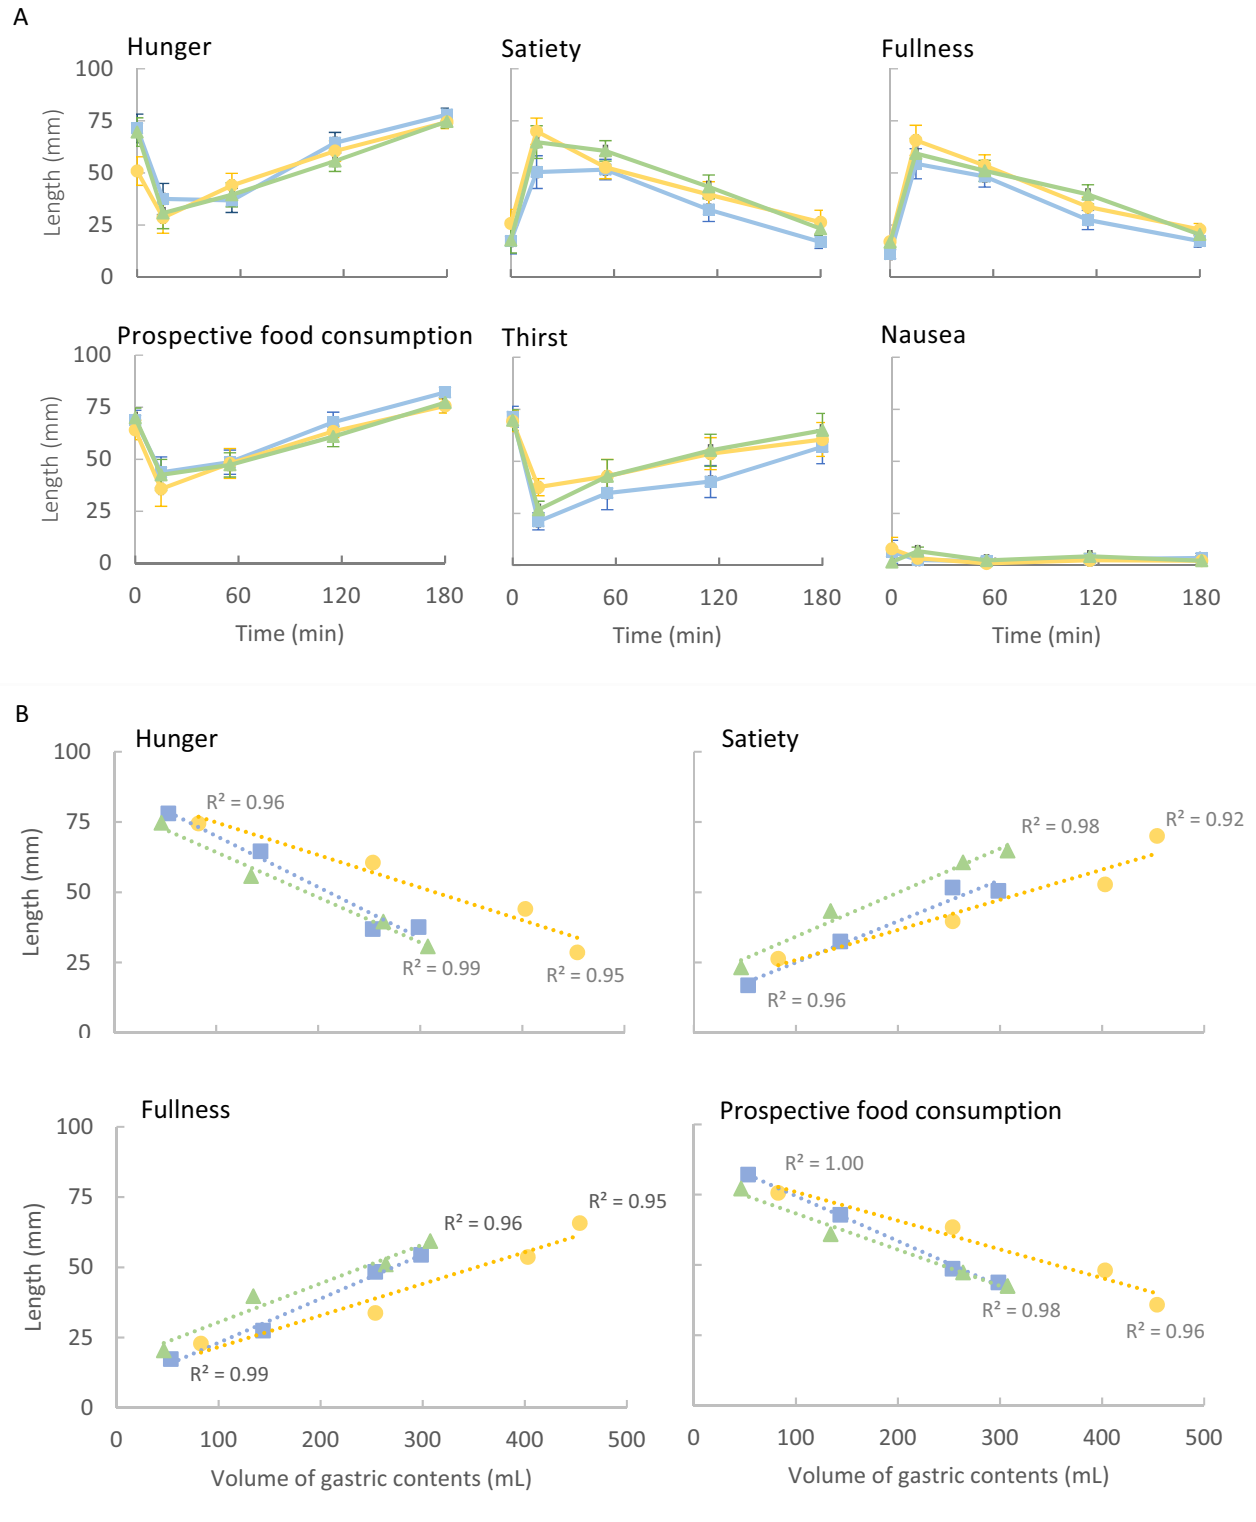 A
Hunger Satiety Fullness
100
75
50
25
0
Length (mm)
Prospective food consumption Thirst Nausea
100
75
50
25
0
Length (mm)
0 60 120 180 0 60 120 180 0 60 120 180
Time (min) Time (min) Time (min)
B
Hunger Satiety
100
75
50
25
0
Length (mm)
R² = 0.96
R² = 0.99
R² = 0.95
R² = 0.98
R² = 0.92
R² = 0.96
Fullness Prospective food consumption
100
75
50
25
0
Length (mm)
R² = 0.95
R² = 0.96
R² = 0.99
R² = 1.00
R² = 0.98
R² = 0.96
0 100 200 300 400 500 0 100 200 300 400 500
Volume of gastric contents (mL) Volume of gastric contents (mL)